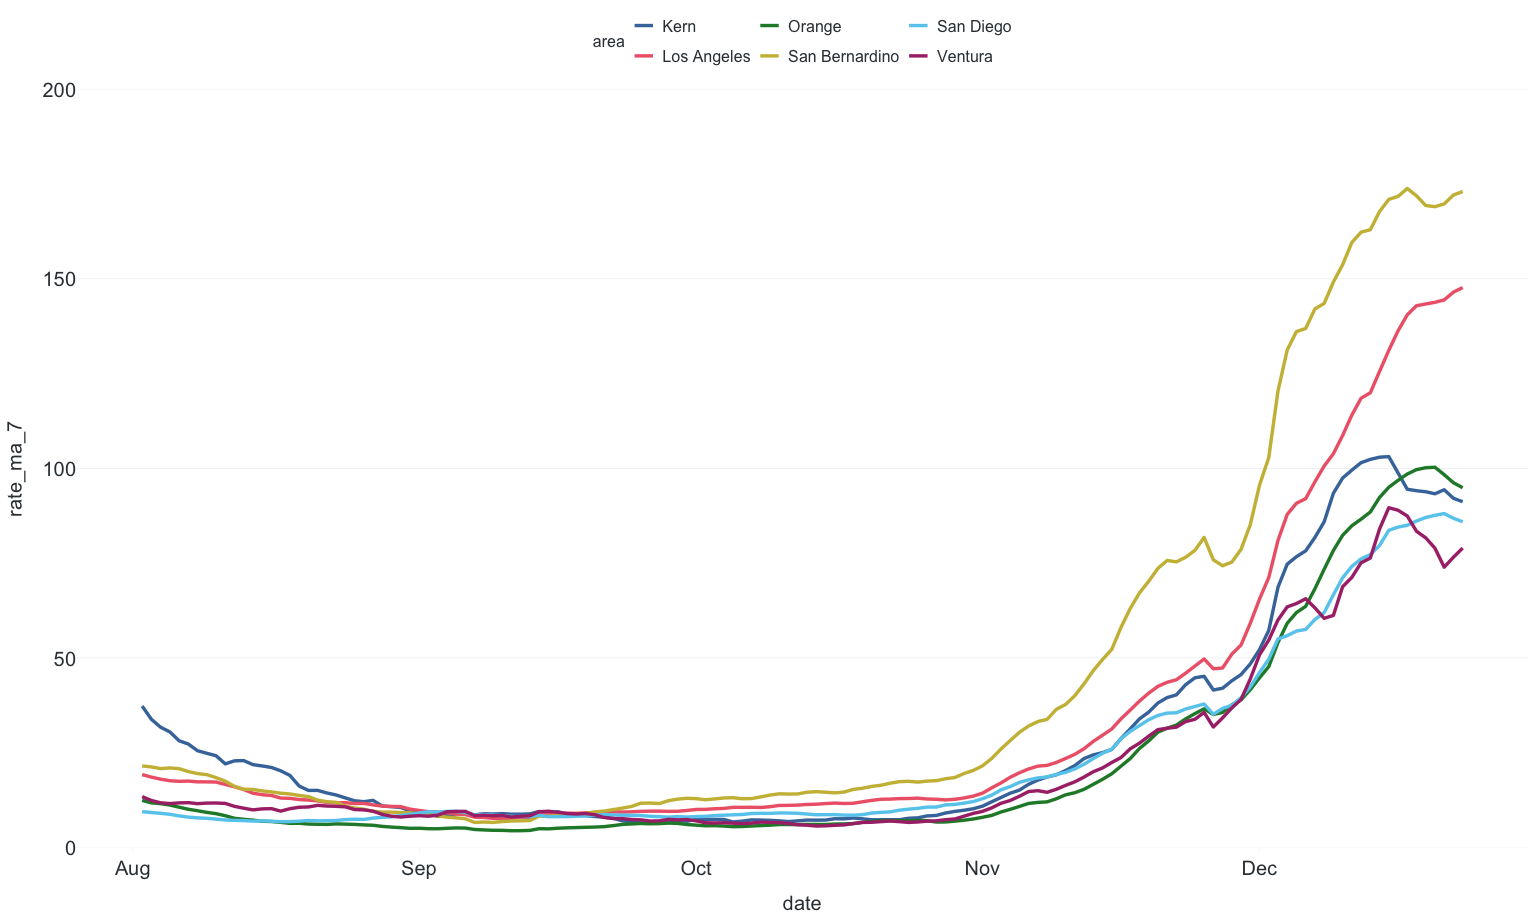 area
Kern
Orange
San Diego
Los Angeles
San Bernardino
Ventura
200
150
100
50
0
rate_ma_7
Aug
Sep
Oct
Nov
Dec
date